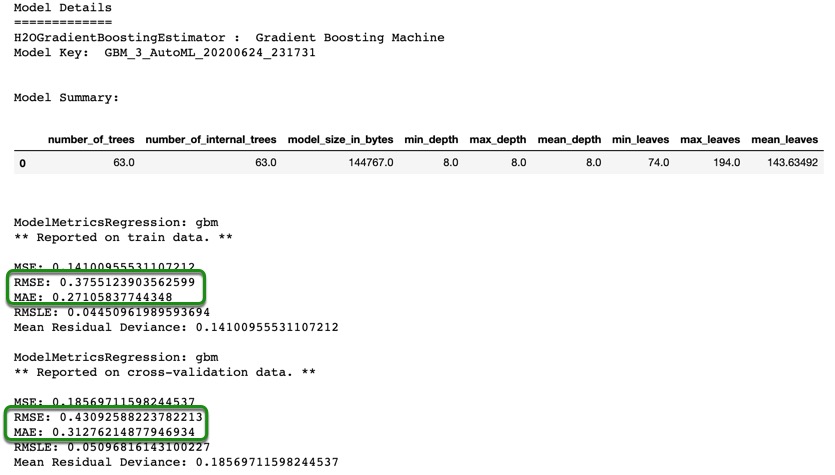 Model Details
=============
H2OGradientBoostingEstimator :  Gradient Boosting Machine
Model Key:  GBM_3_AutoML_20200624_231731
Model Summary:
number_of_trees number_of_internal_trees model_size_in_bytes min_depth max_depth mean_depth min_leaves max_leaves mean_leaves
0 63.0 63.0 144767.0 8.0 8.0 8.0 74.0 194.0 143.63492
ModelMetricsRegression: gbm
** Reported on train data. **
MSE: 0.14100955531107212
RMSE: 0.3755123903562599
MAE: 0.27105837744348
RMSLE: 0.04450961989593694
Mean Residual Deviance: 0.14100955531107212
ModelMetricsRegression: gbm
** Reported on cross-validation data. **
MSE: 0.18569711598244537
RMSE: 0.43092588223782213
MAE: 0.31276214877946934
RMSLE: 0.05096816143100227
Mean Residual Deviance: 0.18569711598244537